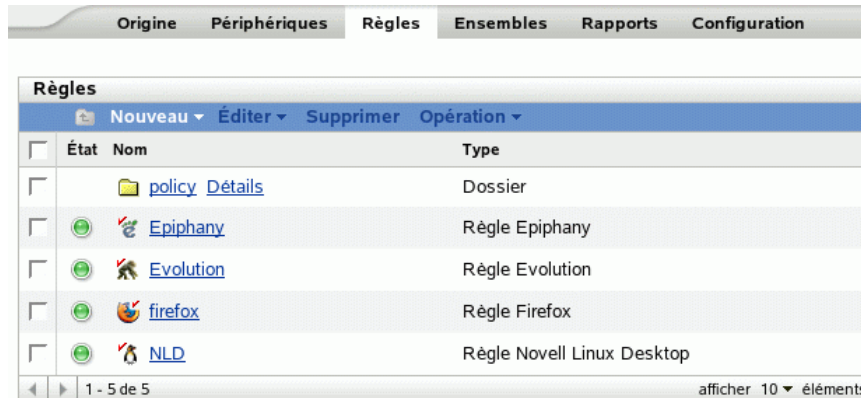 Origine Périphériques Règles Ensembles Rapports Configuration
Règles
Nouveau Éditer Supprimer Opération
État Nom Type
policy Détails Dossier
Epiphany Règle Epiphany
Evolution Règle Evolution
firefox Règle Firefox
NLD Règle Novell Linux Desktop
1 - 5 de 5 afficher 10 éléments